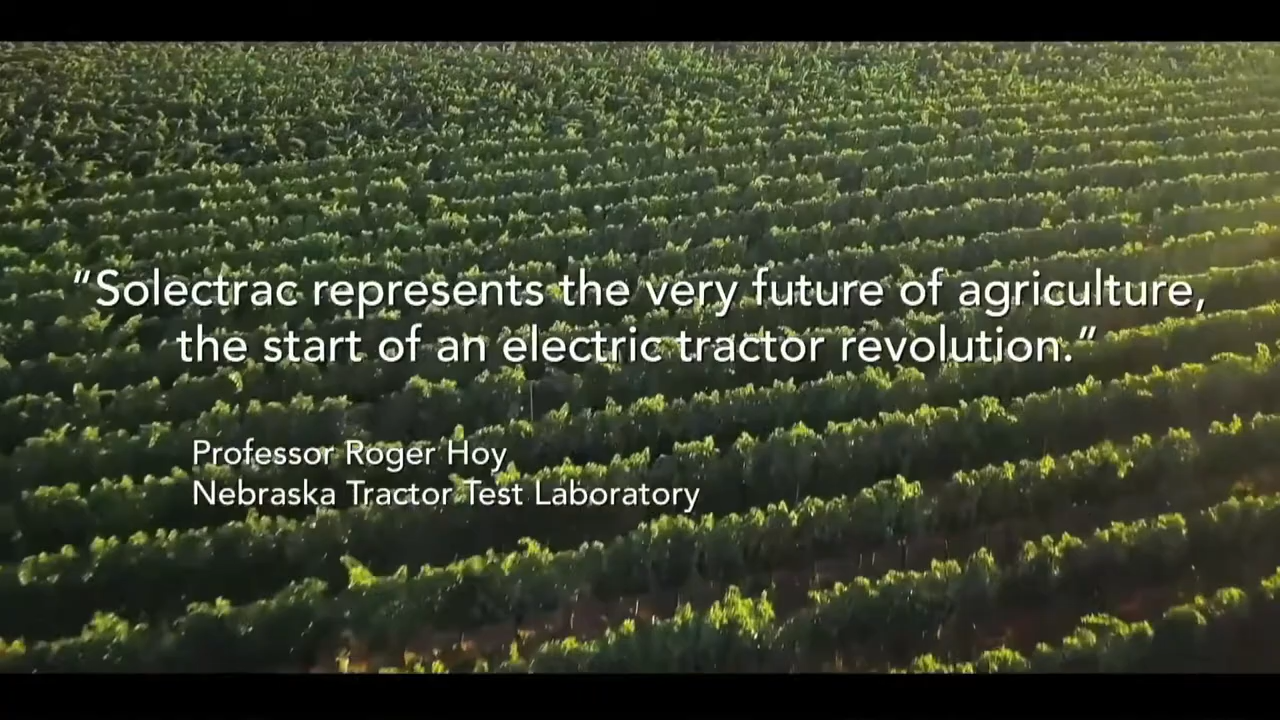 “Solectrac represents the very future of agriculture,
the start of an electric tractor revolution.”
Professor Roger Hoy
Nebraska Tractor Test Laboratory